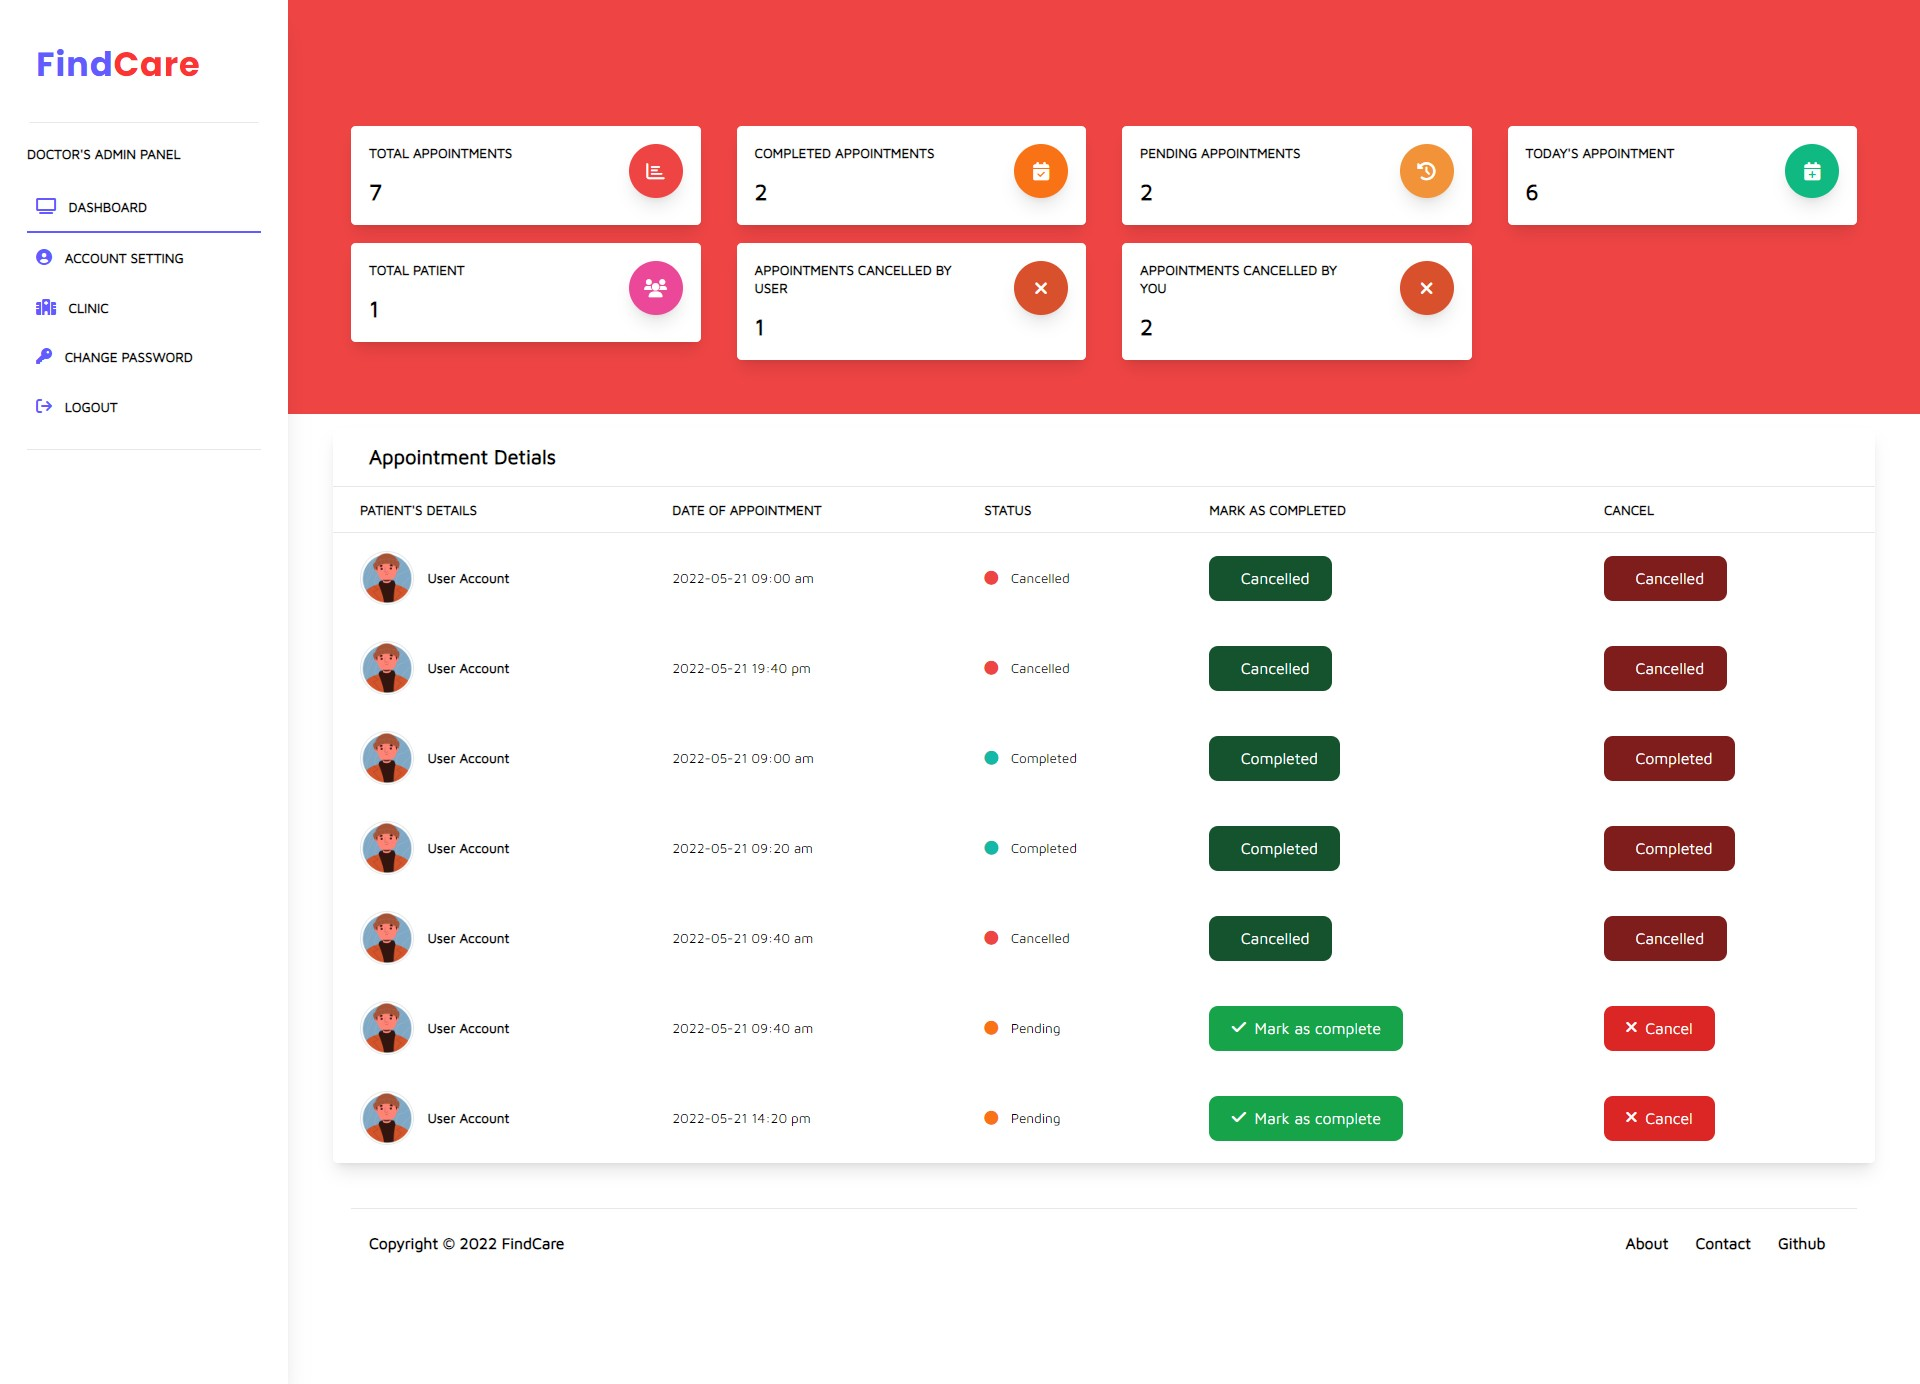 FindCare
DOCTOR'S ADMIN PANEL
DASHBOARD
ACCOUNT SETTING
CLINIC
CHANGE PASSWORD
LOGOUT
TOTAL APPOINTMENTS
7
COMPLETED APPOINTMENTS
2
PENDING APPOINTMENTS
2
TODAY'S APPOINTMENT
6
TOTAL PATIENT
1
APPOINTMENTS CANCELLED BY
USER
1
APPOINTMENTS CANCELLED BY
YOU
2
Appointment Detials
PATIENT'S DETAILS DATE OF APPOINTMENT STATUS MARK AS COMPLETED CANCEL
User Account 2022-05-21 09:00 am Cancelled Cancelled Cancelled
User Account 2022-05-21 19:40 pm Cancelled Cancelled Cancelled
User Account 2022-05-21 09:00 am Completed Completed Completed
User Account 2022-05-21 09:20 am Completed Completed Completed
User Account 2022-05-21 09:40 am Cancelled Cancelled Cancelled
User Account 2022-05-21 09:40 am Pending Mark as complete Cancel
User Account 2022-05-21 14:20 pm Pending Mark as complete Cancel
Copyright © 2022 FindCare About Contact Github